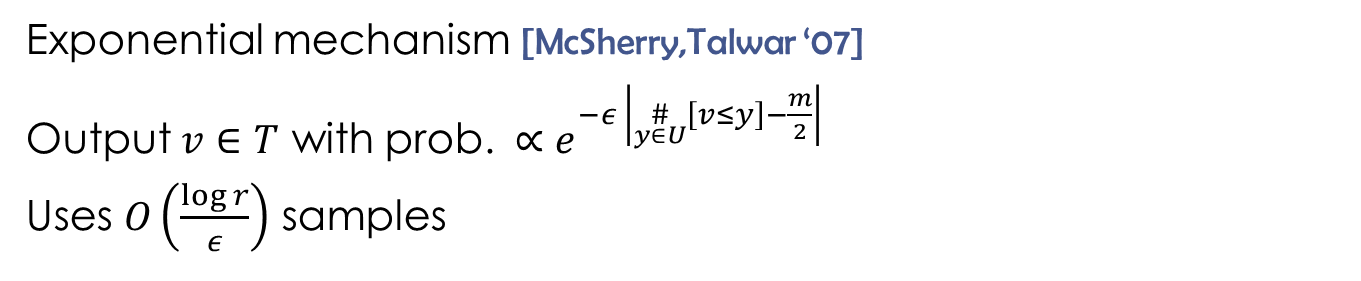 Exponential mechanism [McSherry,Talwar ‘07]
Output 𝑣 ∈ 𝑇 with prob. ∝ 𝑒^{−𝜖 |#_{𝑦∈𝑈}[𝑣≤𝑦]−𝑚/2|}
Uses 𝑂 (log 𝑟/𝜖) samples